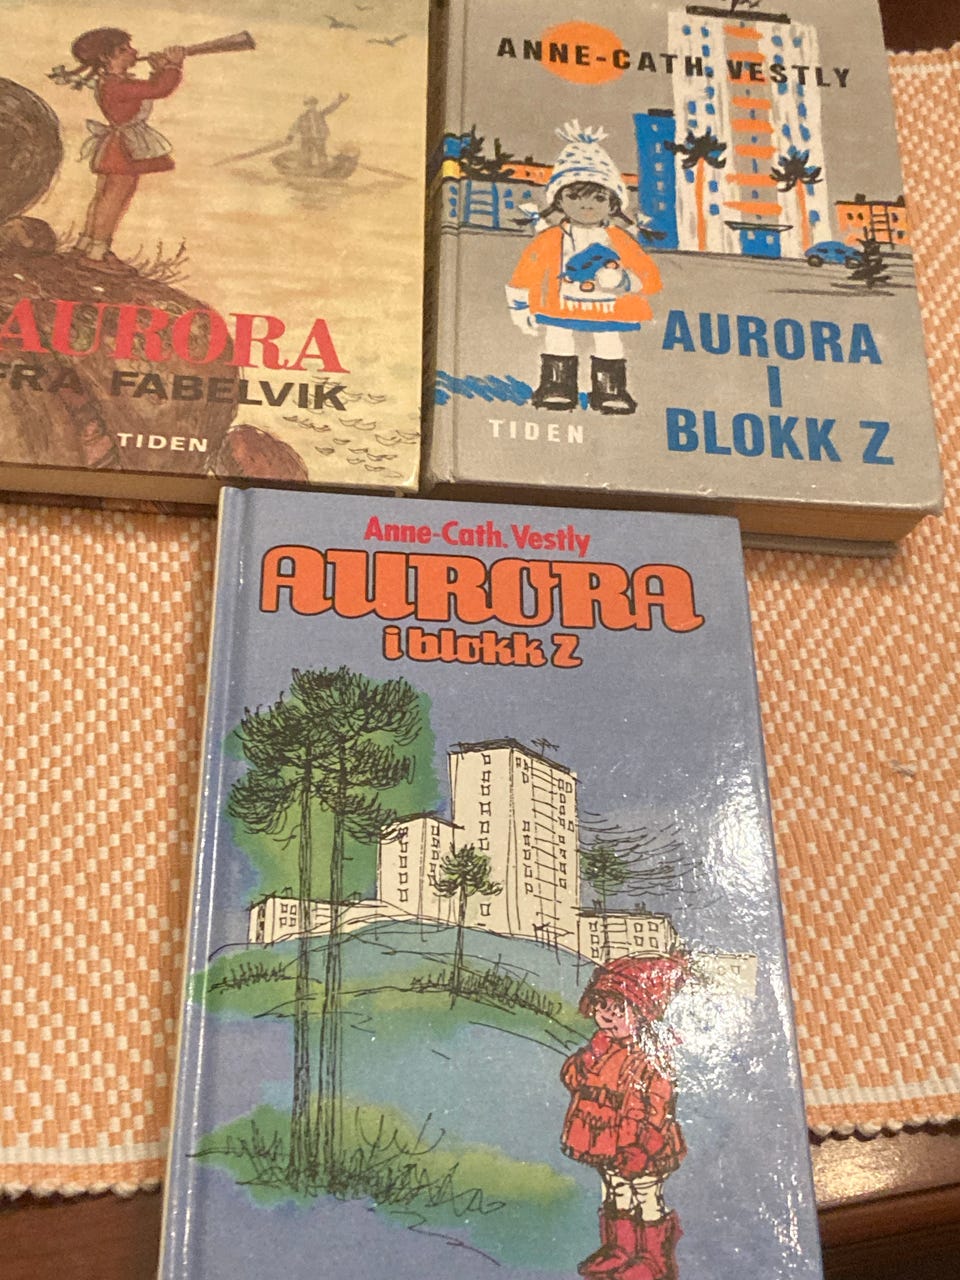 AURORA
FRA FABELVIK
TIDEN
ANNE-CATH. VESTLY
AURORA
I
BLOKK Z
TIDEN
Anne-Cath. Vestly
AURORA
i blokk Z